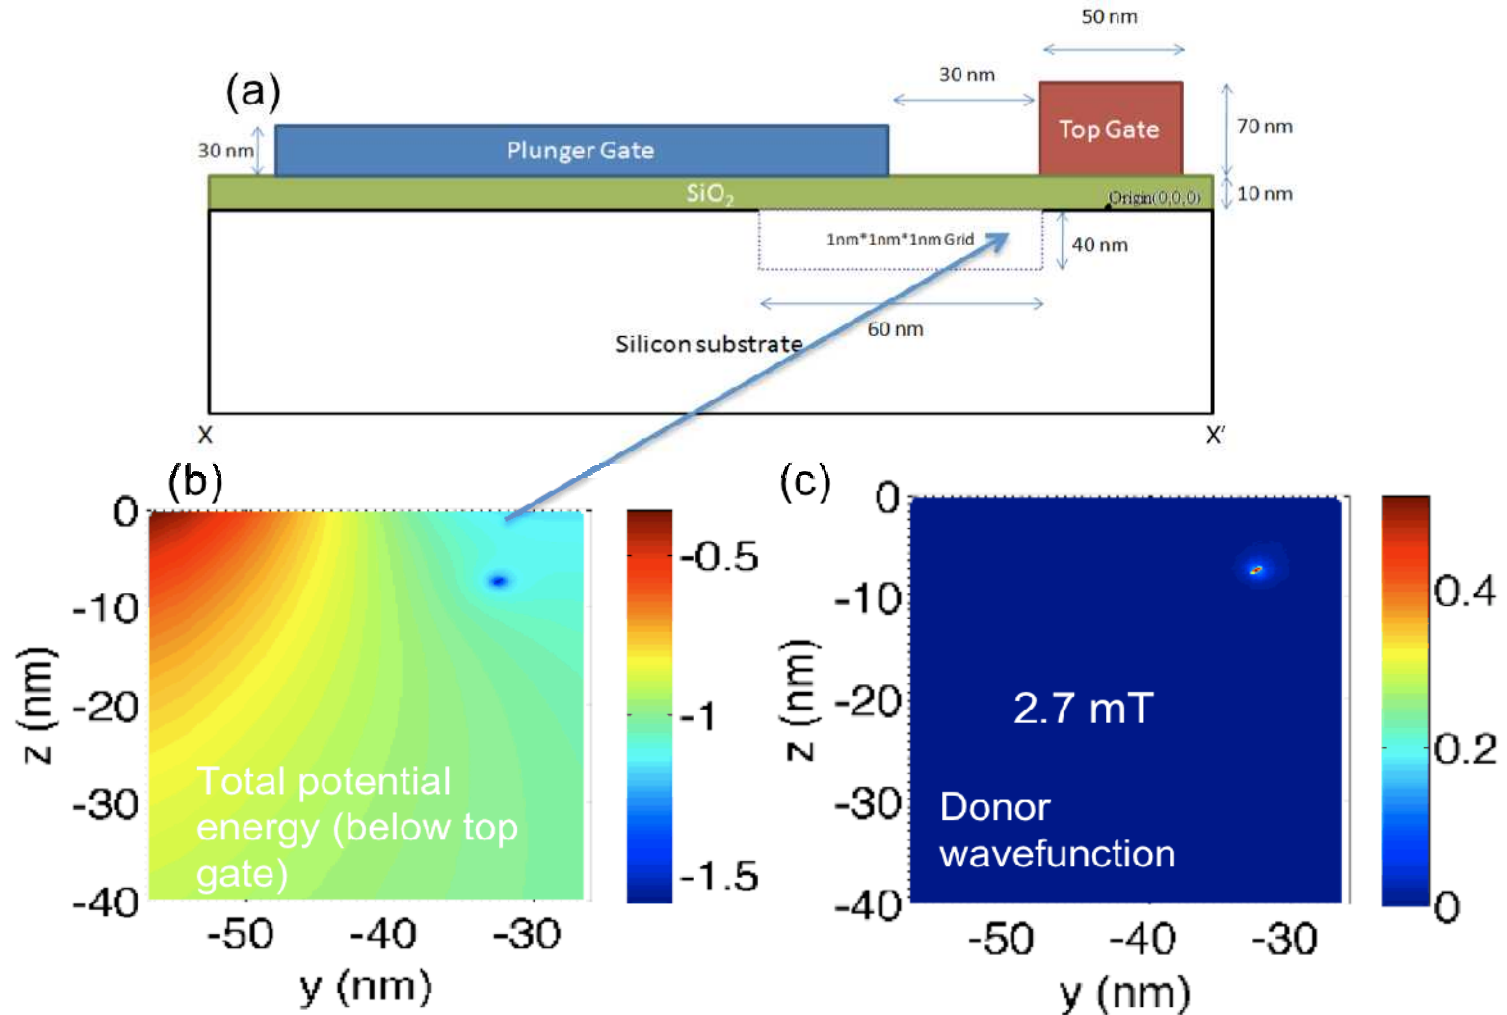 50 nm
(a)
30 nm
Top Gate
70 nm
30 nm
Plunger Gate
SiO2
Origin(0,0,0)
10 nm
1nm*1nm*1nm Grid
40 nm
60 nm
Silicon substrate
X
X'
(b)
0
-10
-20
-30
-40
z (nm)
Total potential
energy (below top
gate)
-50
-40
-30
y (nm)
-0.5
-1
-1.5
(c)
0
-10
-20
-30
-40
z (nm)
2.7 mT
Donor
wavefunction
-50
-40
-30
y (nm)
0.4
0.2
0